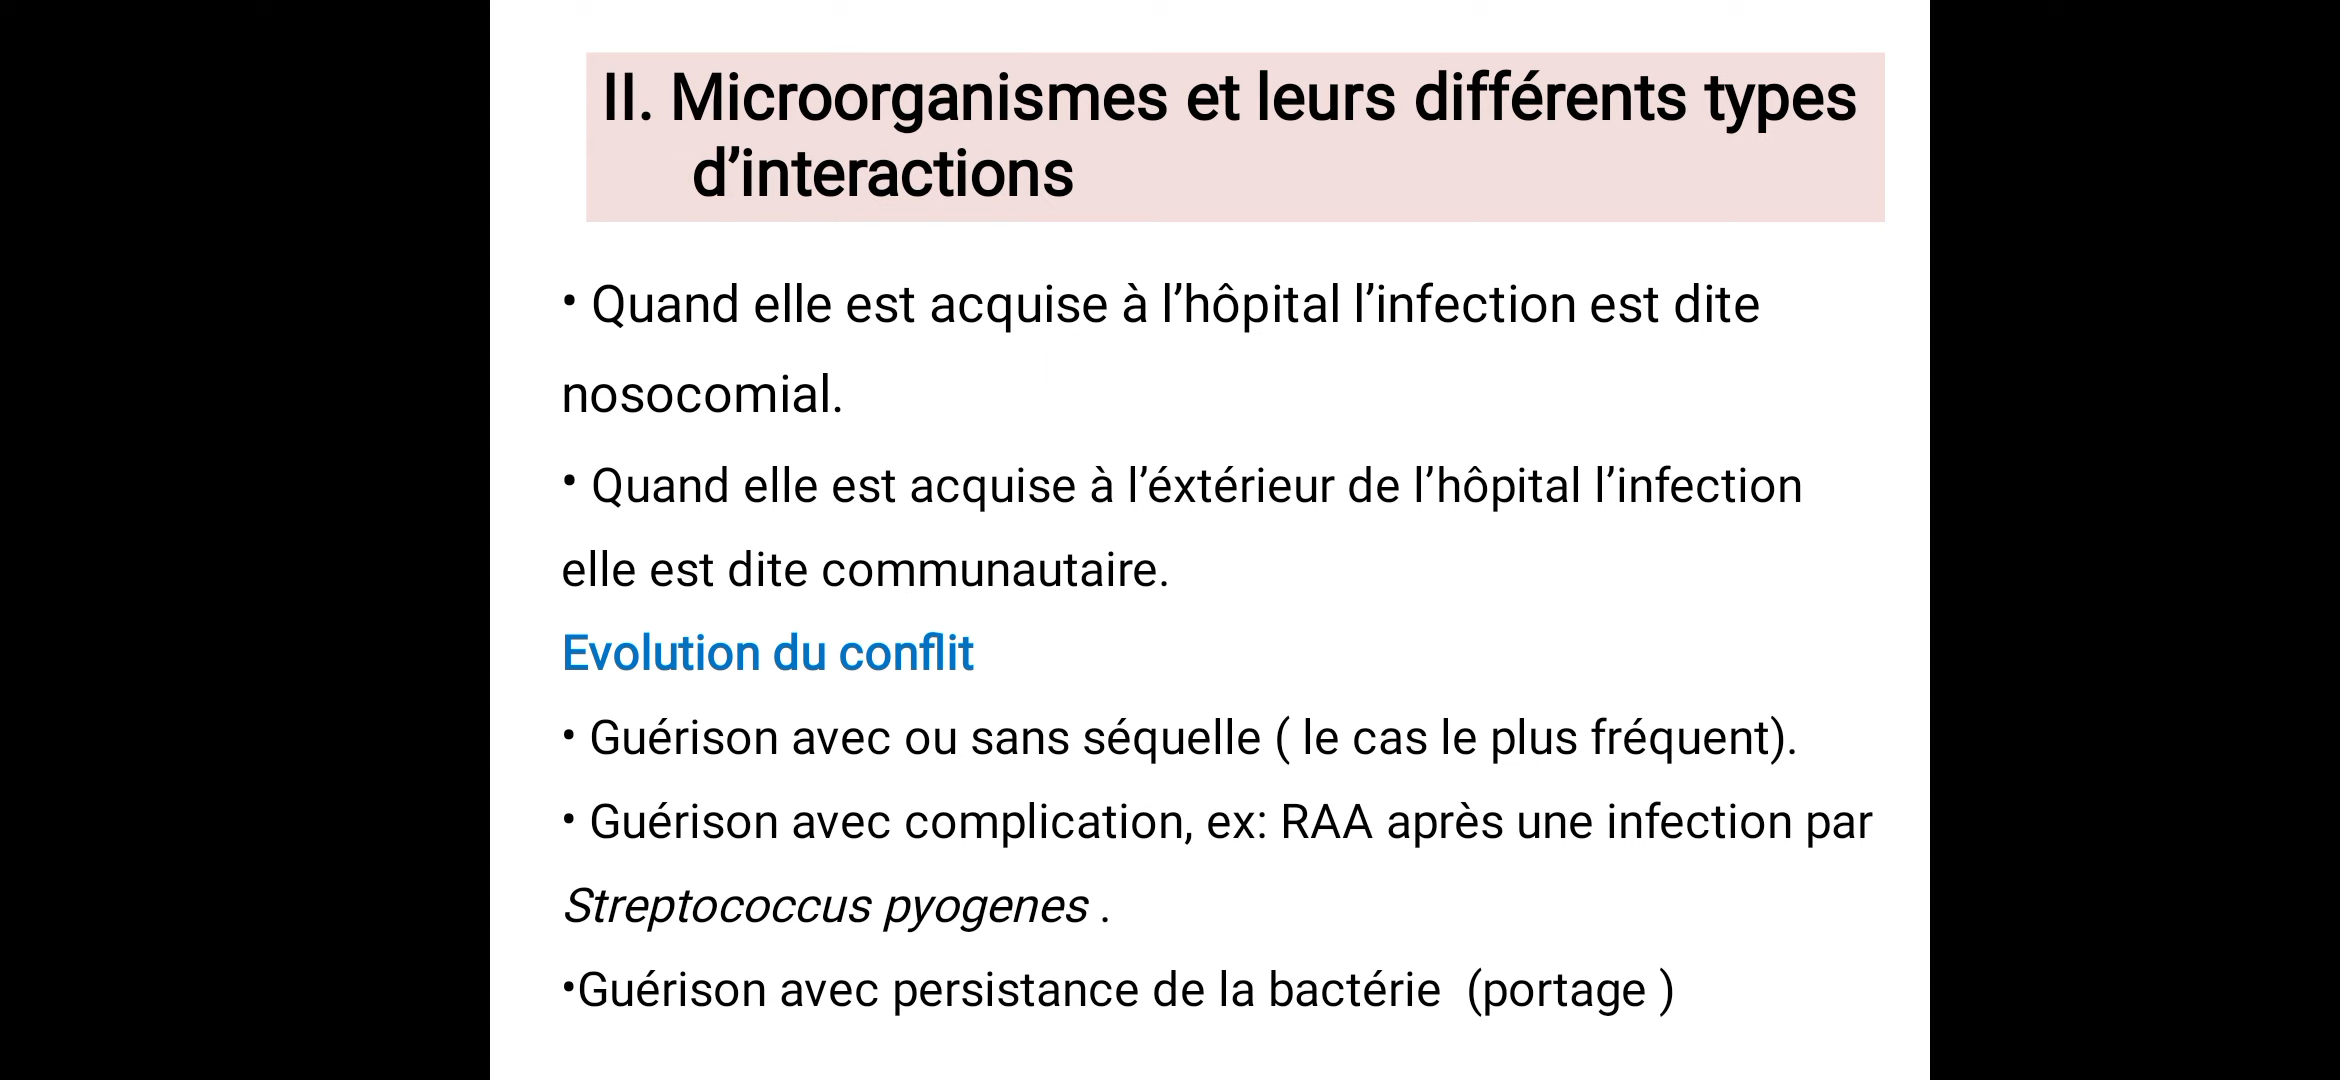 II. Microorganismes et leurs différents types
d’interactions
• Quand elle est acquise à l’hôpital l’infection est dite
nosocomial.
• Quand elle est acquise à l’éxtérieur de l’hôpital l’infection
elle est dite communautaire.
Evolution du conflit
• Guérison avec ou sans séquelle ( le cas le plus fréquent).
• Guérison avec complication, ex: RAA après une infection par
Streptococcus pyogenes .
•Guérison avec persistance de la bactérie  (portage )